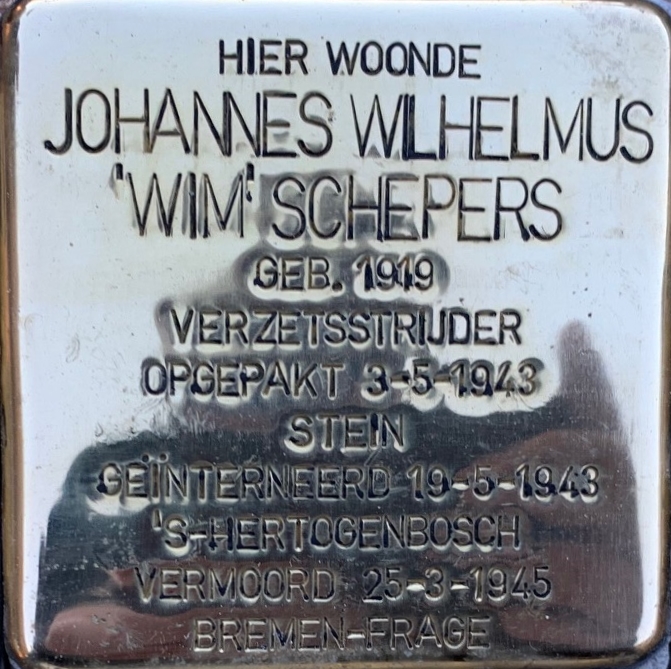 HIER WOONDE
JOHANNES WILHELMUS
'WIM' SCHEPERS
GEB. 1919
VERZETSSTRIJDER
OPGEPAKT 3-5-1943
STEIN
GEÏNTERNEERD 19-5-1943
'S-HERTOGENBOSCH
VERMOORD 25-3-1945
BREMEN-FRAGE